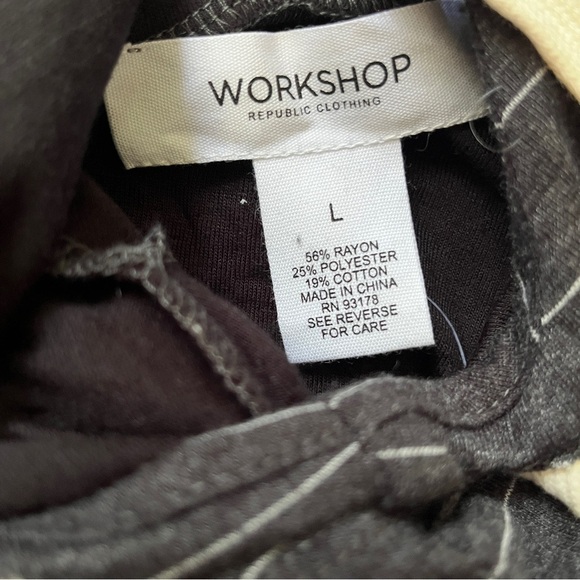 WORKSHOP
REPUBLIC CLOTHING
L
56% RAYON
25% POLYESTER
19% COTTON
MADE IN CHINA
RN 93178
SEE REVERSE
FOR CARE